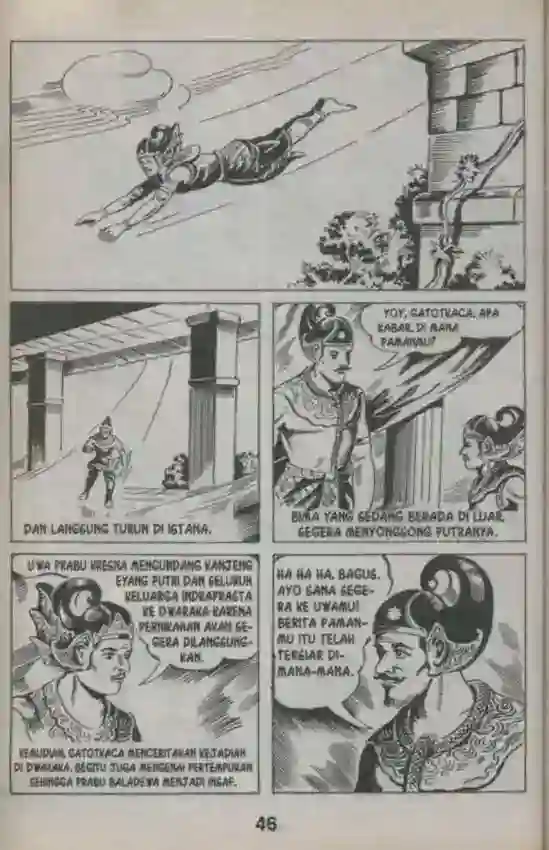 DAN LANGSUNG TURUN DI ISTANA.
YOY, GATOTKACA, APA
KABAR, DI MANA
PAMANMU?
BIMA YANG SEDANG BERADA DI LUAR,
SEGERA MENYONGSONG PUTRANYA.
UWA PRABU KRESNA MENGUNDANG KANJENG
EYANG PUTRI DAN SELURUH
KELUARGA INDRAPRASTA
KE DWARAKA KARENA
PERNIKAHAN AKAN SE-
GERA DILANGSUNG-
KAN.
KEMUDIAN, GATOTKACA MENCERITAKAN KEJADIAN
DI DWARAKA. BEGITU JUGA MENGENAI PERTEMPURAN
SEHINGGA PRABU BALADEWA MENJADI INSAF.
HA HA HA, BAGUS.
AYO SANA SEGE-
RA KE UWAMU!
BERITA PAMAN-
MU ITU TELAH
TERSIAR DI-
MANA-MANA.
46